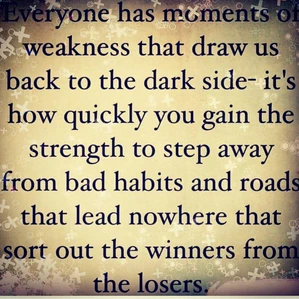 Everyone has moments of
weakness that draw us
back to the dark side- it's
how quickly you gain the
strength to step away
from bad habits and roads
that lead nowhere that
sort out the winners from
the losers.